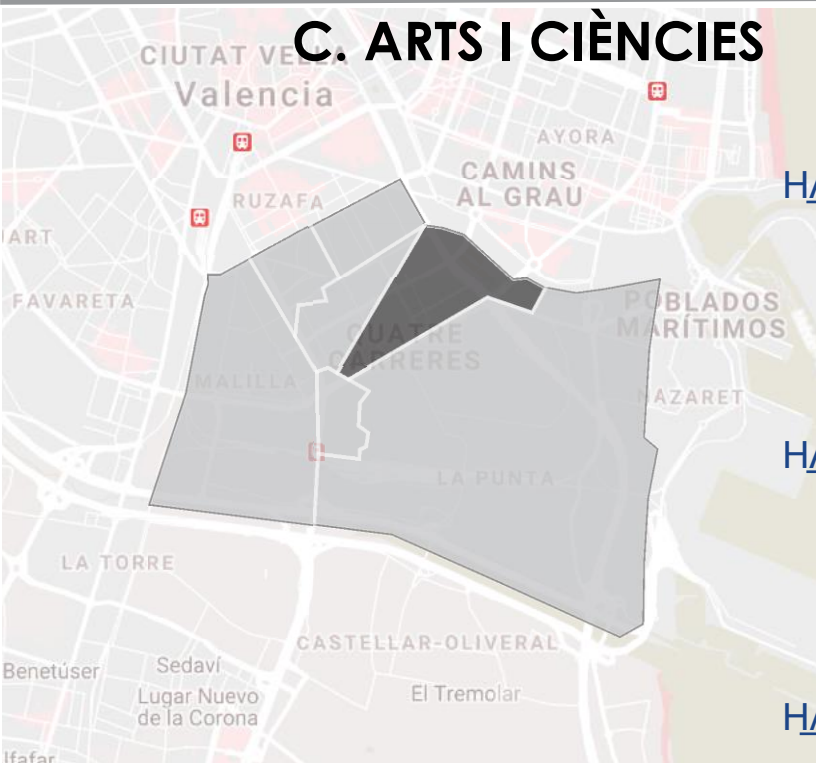 C. ARTS I CIÈNCIES
CIUTAT VELLA
Valencia
AYORA
CAMINS
AL GRAU
RUZAFA
FAVARETA
POBLADOS
MARÍTIMOS
QUATRE
CARRERES
MALILLA
NAZARET
LA PUNTA
LA TORRE
CASTELLAR-OLIVERAL
Benetúser
Sedaví
Lugar Nuevo
de la Corona
El Tremolar